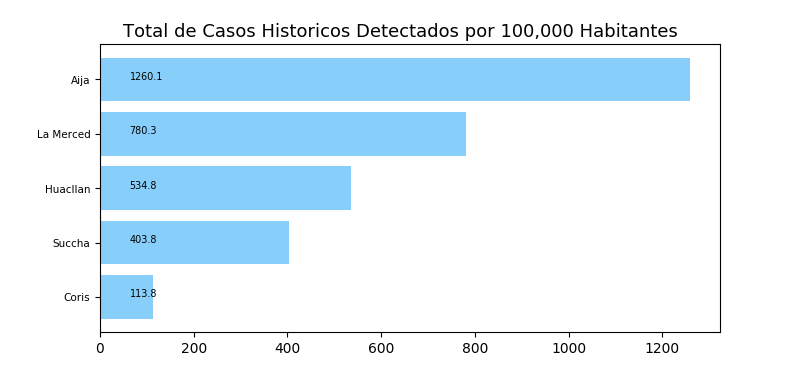 Total de Casos Historicos Detectados por 100,000 Habitantes
Aija 1260.1
La Merced 780.3
Huacllan 534.8
Succha 403.8
Coris 113.8
0 200 400 600 800 1000 1200